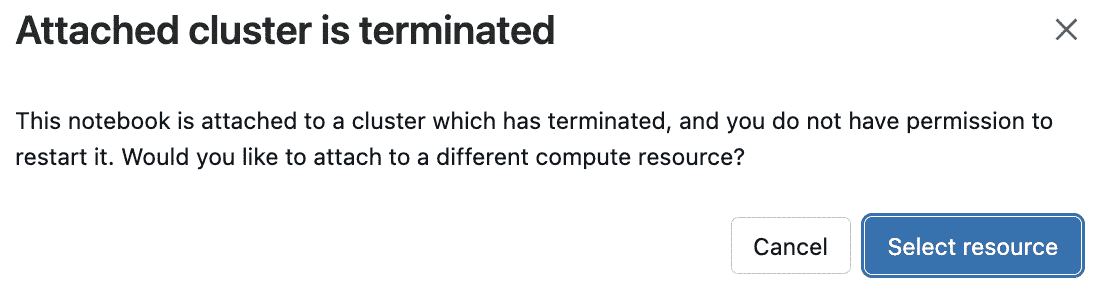 Attached cluster is terminated
This notebook is attached to a cluster which has terminated, and you do not have permission to
restart it. Would you like to attach to a different compute resource?
Cancel
Select resource